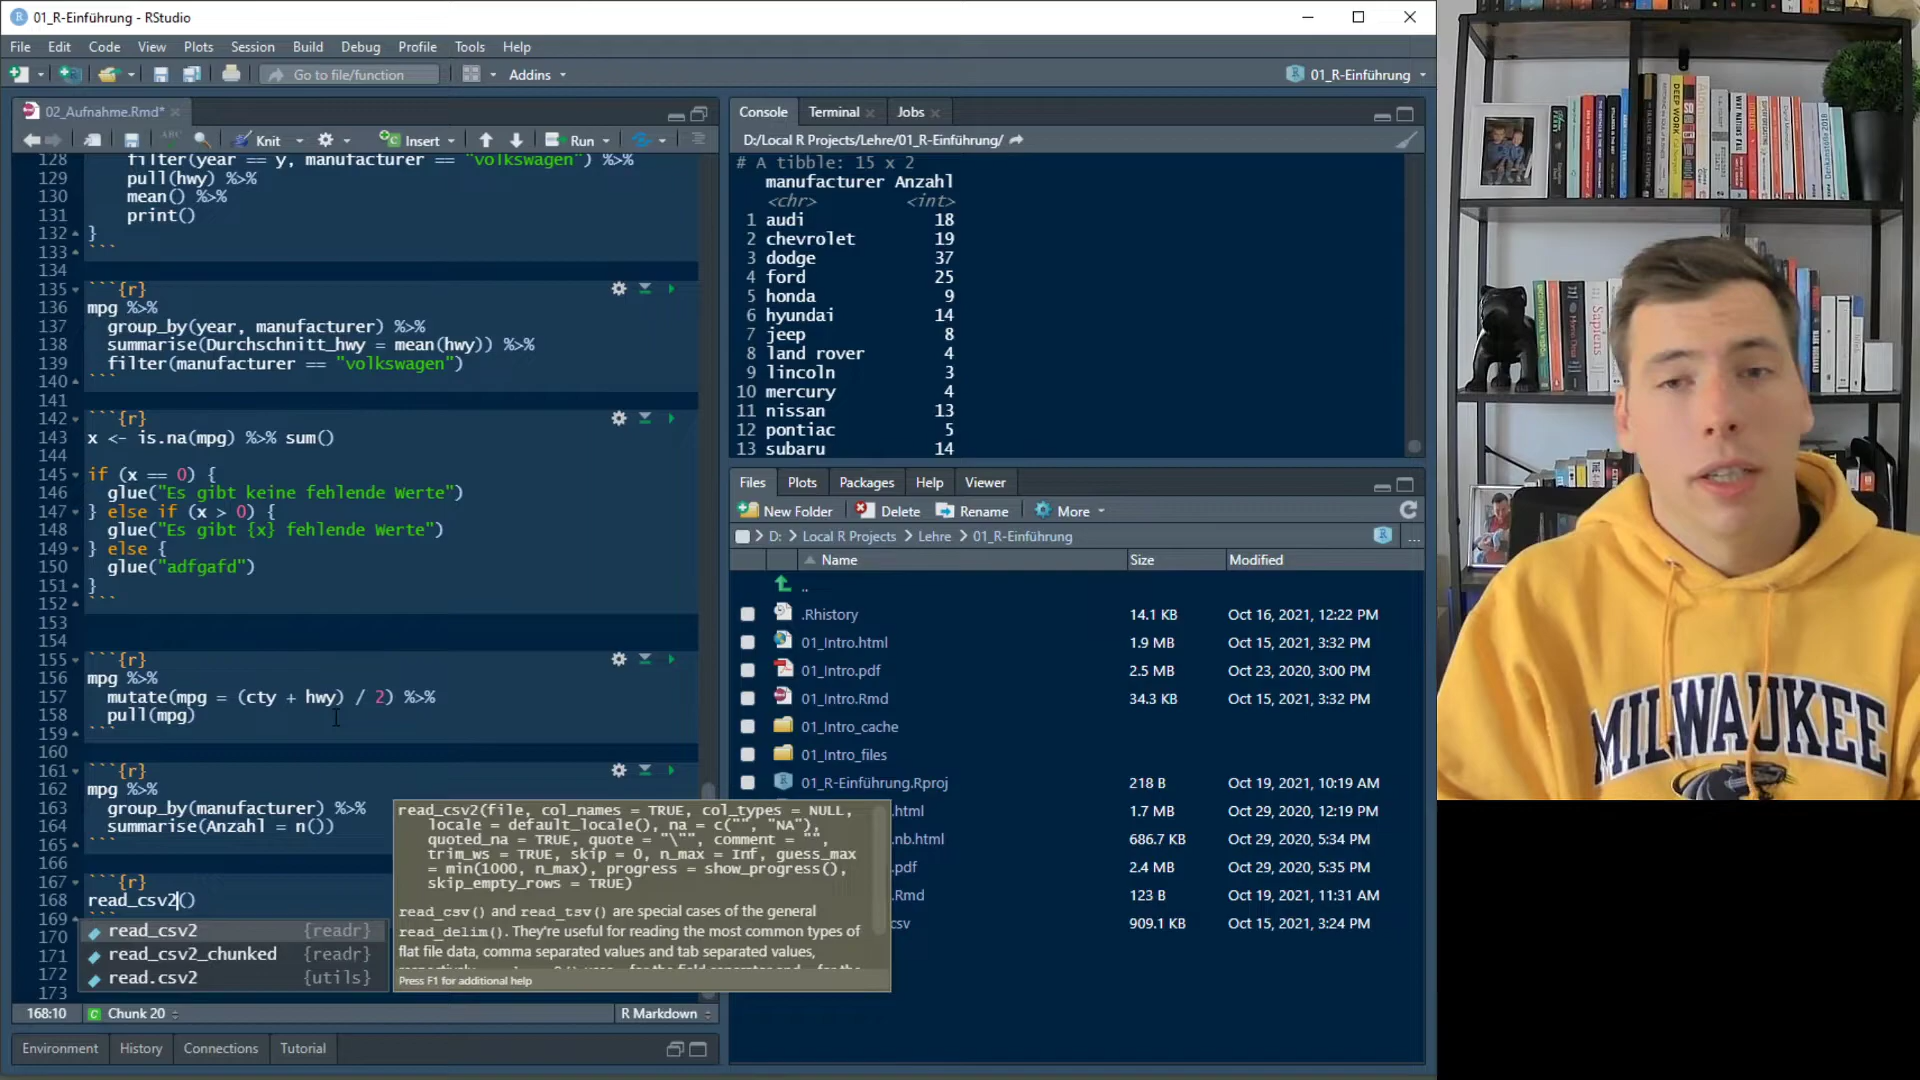 01_R-Einführung - RStudio
File Edit Code View Plots Session Build Debug Profile Tools Help
Go to file/function
Addins
01_R-Einführung
02_Aufnahme.Rmd*
ABC
Knit
Insert
Run
128 filter(year == y, manufacturer == "volkswagen") %>%
129 pull(hwy) %>%
130 mean() %>%
131 print()
132 }
133 ```
134
135 ```{r}
136 mpg %>%
137 group_by(year, manufacturer) %>%
138 summarise(Durchschnitt_hwy = mean(hwy)) %>%
139 filter(manufacturer == "volkswagen")
140 ```
141
142 ```{r}
143 x <- is.na(mpg) %>% sum()
144
145 if (x == 0) {
146 glue("Es gibt keine fehlende Werte")
147 } else if (x > 0) {
148 glue("Es gibt {x} fehlende Werte")
149 } else {
150 glue("adfgafd")
151 }
152 ```
153
154
155 ```{r}
156 mpg %>%
157 mutate(mpg = (cty + hwy) / 2) %>%
158 pull(mpg)
159 ```
160
161 ```{r}
162 mpg %>%
163 group_by(manufacturer) %>%
164 summarise(Anzahl = n())
165 ```
166
167 ```{r}
168 read_csv2()
169 ```
170
171
172
173
read_csv2 {readr}
read_csv2_chunked {readr}
read.csv2 {utils}
read_csv2(file, col_names = TRUE, col_types = NULL,
locale = default_locale(), na = c("", "NA"),
quoted_na = TRUE, quote = "\"", comment = "",
trim_ws = TRUE, skip = 0, n_max = Inf, guess_max
= min(1000, n_max), progress = show_progress(),
skip_empty_rows = TRUE)
read_csv() and read_tsv() are special cases of the general
read_delim(). They're useful for reading the most common types of
flat file data, comma separated values and tab separated values,
Press F1 for additional help
168:10
Chunk 20
R Markdown
Environment History Connections Tutorial
Console Terminal Jobs
D:/Local R Projects/Lehre/01_R-Einführung/
# A tibble: 15 x 2
manufacturer Anzahl
<chr> <int>
1 audi 18
2 chevrolet 19
3 dodge 37
4 ford 25
5 honda 9
6 hyundai 14
7 jeep 8
8 land rover 4
9 lincoln 3
10 mercury 4
11 nissan 13
12 pontiac 5
13 subaru 14
Files Plots Packages Help Viewer
New Folder Delete Rename More
D: Local R Projects Lehre 01_R-Einführung ...
Name Size Modified
..
.Rhistory 14.1 KB Oct 16, 2021, 12:22 PM
01_Intro.html 1.9 MB Oct 15, 2021, 3:32 PM
01_Intro.pdf 2.5 MB Oct 23, 2020, 3:00 PM
01_Intro.Rmd 34.3 KB Oct 15, 2021, 3:32 PM
01_Intro_cache
01_Intro_files
01_R-Einführung.Rproj 218 B Oct 19, 2021, 10:19 AM
.html 1.7 MB Oct 29, 2020, 12:19 PM
.nb.html 686.7 KB Oct 29, 2020, 5:34 PM
.pdf 2.4 MB Oct 29, 2020, 5:35 PM
.Rmd 123 B Oct 19, 2021, 11:31 AM
csv 909.1 KB Oct 15, 2021, 3:24 PM
DEEP WORK
WHY NATIONS FAIL
Sapiens
MILWAUKEE